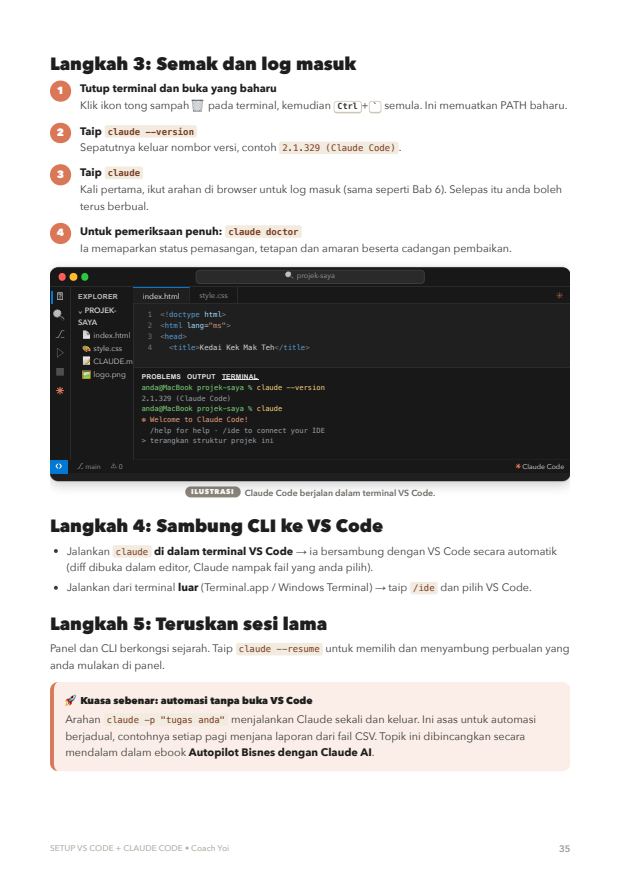 Langkah 3: Semak dan log masuk
1 Tutup terminal dan buka yang baharu
Klik ikon tong sampah 🗑️ pada terminal, kemudian Ctrl+` semula. Ini memuatkan PATH baharu.
2 Taip claude --version
Sepatutnya keluar nombor versi, contoh 2.1.329 (Claude Code).
3 Taip claude
Kali pertama, ikut arahan di browser untuk log masuk (sama seperti Bab 6). Selepas itu anda boleh
terus berbual.
4 Untuk pemeriksaan penuh: claude doctor
Ia memaparkan status pemasangan, tetapan dan amaran beserta cadangan pembaikan.
🔍 projek-saya
EXPLORER
⌄ PROJEK-
SAYA
index.html
style.css
CLAUDE.m
logo.png
index.html style.css
1 <!doctype html>
2 <html lang="ms">
3 <head>
4 <title>Kedai Kek Mak Teh</title>
PROBLEMS OUTPUT TERMINAL
anda@MacBook projek-saya % claude --version
2.1.329 (Claude Code)
anda@MacBook projek-saya % claude
✻ Welcome to Claude Code!
/help for help · /ide to connect your IDE
> terangkan struktur projek ini
main ⚠ 0 ✻ Claude Code
ILUSTRASI Claude Code berjalan dalam terminal VS Code.
Langkah 4: Sambung CLI ke VS Code
• Jalankan claude di dalam terminal VS Code → ia bersambung dengan VS Code secara automatik
(diff dibuka dalam editor, Claude nampak fail yang anda pilih).
• Jalankan dari terminal luar (Terminal.app / Windows Terminal) → taip /ide dan pilih VS Code.
Langkah 5: Teruskan sesi lama
Panel dan CLI berkongsi sejarah. Taip claude --resume untuk memilih dan menyambung perbualan yang
anda mulakan di panel.
🚀 Kuasa sebenar: automasi tanpa buka VS Code
Arahan claude -p "tugas anda" menjalankan Claude sekali dan keluar. Ini asas untuk automasi
berjadual, contohnya setiap pagi menjana laporan dari fail CSV. Topik ini dibincangkan secara
mendalam dalam ebook Autopilot Bisnes dengan Claude AI.
SETUP VS CODE + CLAUDE CODE • Coach Yoi 35